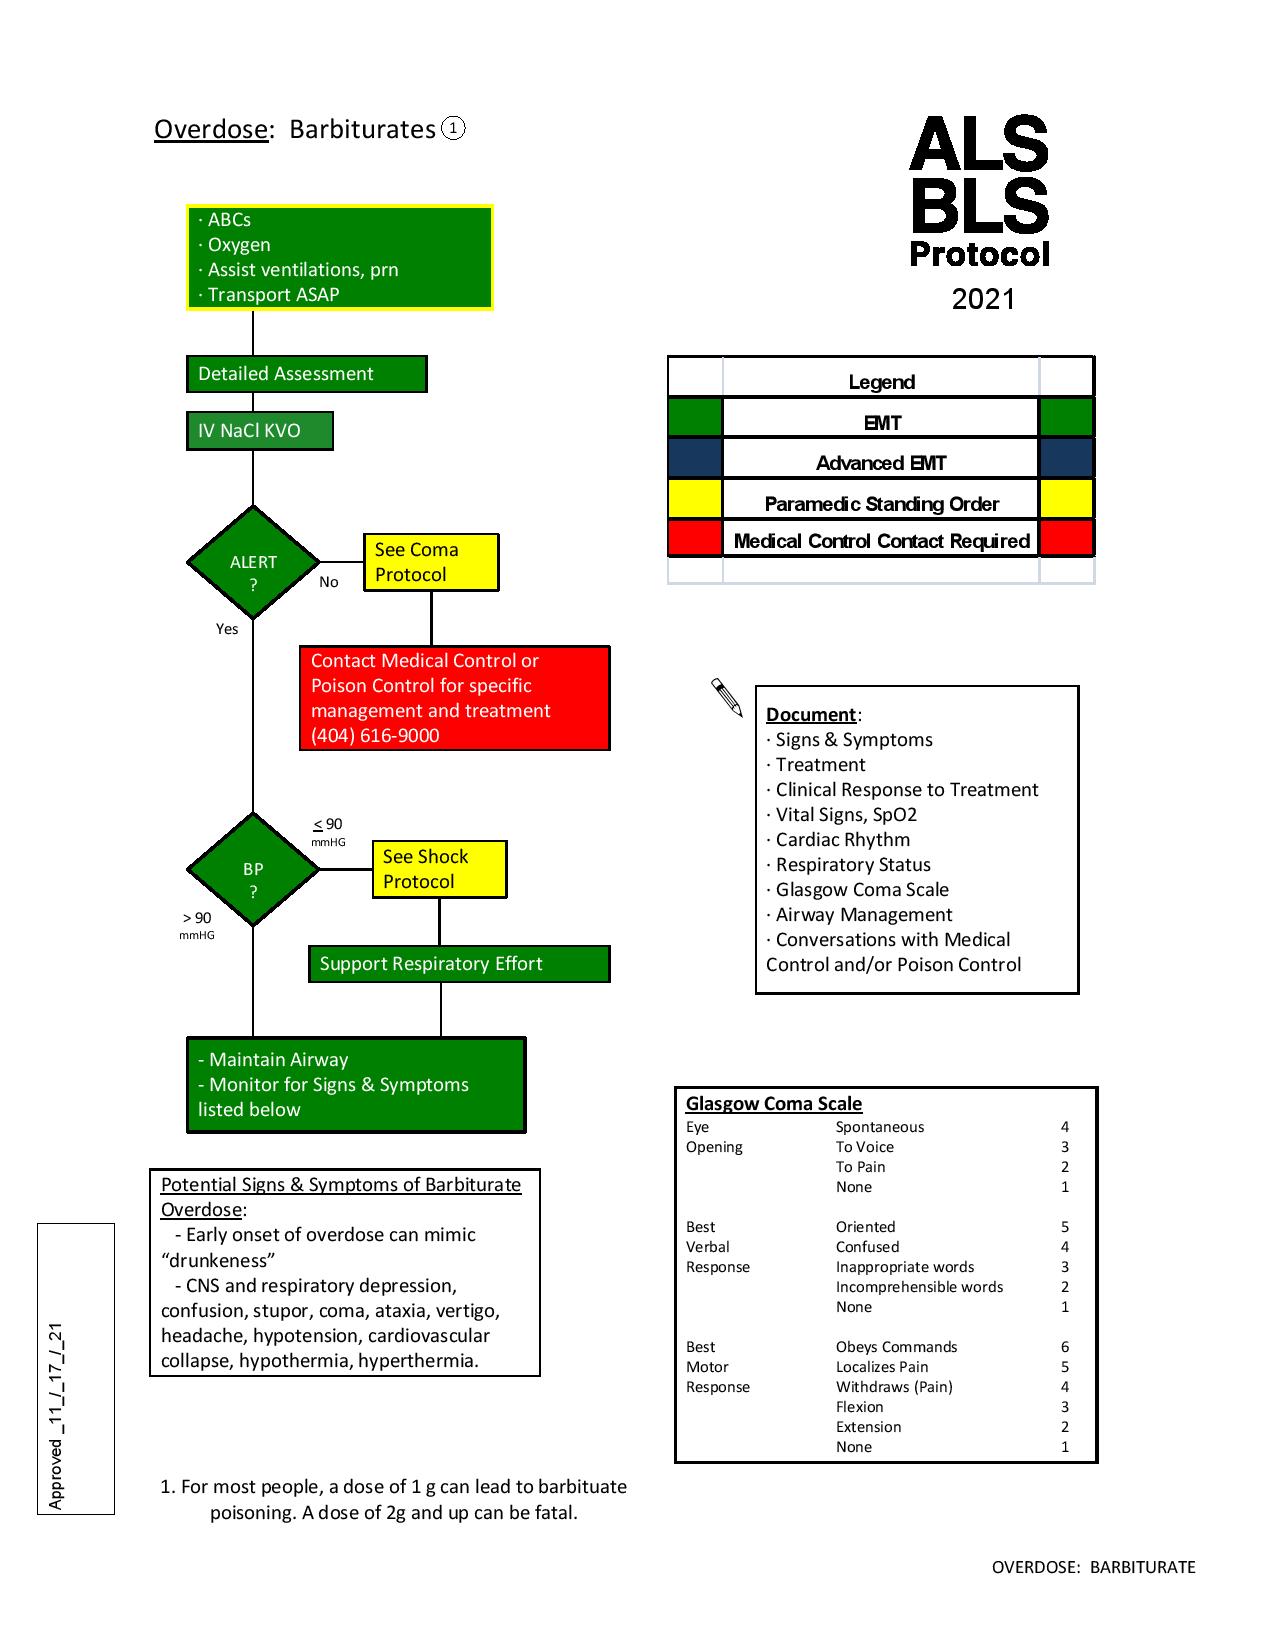 Overdose:  Barbiturates 1
ALS
BLS
Protocol
2021
· ABCs
· Oxygen
· Assist ventilations, prn
· Transport ASAP
Detailed Assessment
IV NaCl KVO
ALERT
?
No
Yes
See Coma
Protocol
Contact Medical Control or
Poison Control for specific
management and treatment
(404) 616-9000
BP
?
≤ 90
mmHG
> 90
mmHG
See Shock
Protocol
Support Respiratory Effort
- Maintain Airway
- Monitor for Signs & Symptoms
listed below
Potential Signs & Symptoms of Barbiturate
Overdose:
- Early onset of overdose can mimic
“drunkeness”
- CNS and respiratory depression,
confusion, stupor, coma, ataxia, vertigo,
headache, hypotension, cardiovascular
collapse, hypothermia, hyperthermia.
Legend
EMT
Advanced EMT
Paramedic Standing Order
Medical Control Contact Required
Document:
· Signs & Symptoms
· Treatment
· Clinical Response to Treatment
· Vital Signs, SpO2
· Cardiac Rhythm
· Respiratory Status
· Glasgow Coma Scale
· Airway Management
· Conversations with Medical
Control and/or Poison Control
Glasgow Coma Scale
Eye Spontaneous 4
Opening To Voice 3
To Pain 2
None 1
Best Oriented 5
Verbal Confused 4
Response Inappropriate words 3
Incomprehensible words 2
None 1
Best Obeys Commands 6
Motor Localizes Pain 5
Response Withdraws (Pain) 4
Flexion 3
Extension 2
None 1
Approved _11_/_17_/_21
1. For most people, a dose of 1 g can lead to barbituate
poisoning. A dose of 2g and up can be fatal.
OVERDOSE:  BARBITURATE